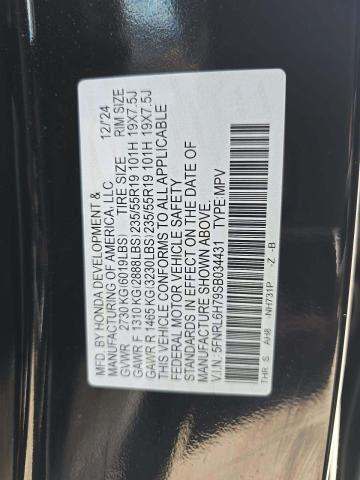 MFD. BY HONDA DEVELOPMENT &
MANUFACTURING OF AMERICA, LLC. 12/'24
GVWR 2730 KG(6019LBS) TIRE SIZE RIM SIZE
GAWR F 1310 KG(2888LBS) 235/55R19 101H 19X7.5J
GAWR R 1465 KG(3230LBS) 235/55R19 101H 19X7.5J
THIS VEHICLE CONFORMS TO ALL APPLICABLE
FEDERAL MOTOR VEHICLE SAFETY
STANDARDS IN EFFECT ON THE DATE OF
MANUFACTURE SHOWN ABOVE.
V.I.N: 5FNRL6H79SB034431 TYPE MPV
THR S AH8 NH731P -Z -B